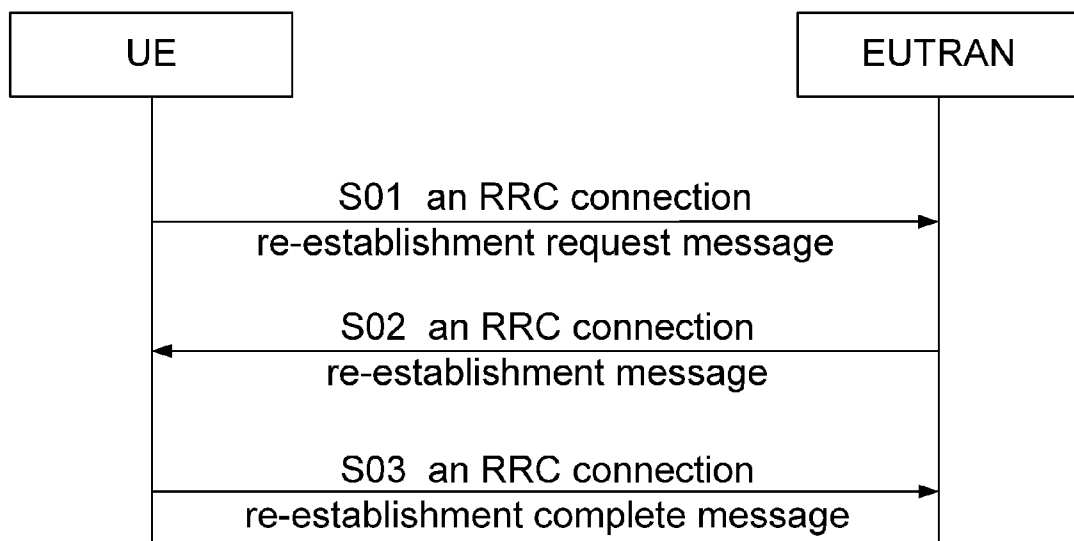 UE
EUTRAN
S01 an RRC connection
re-establishment request message
S02 an RRC connection
re-establishment message
S03 an RRC connection
re-establishment complete message